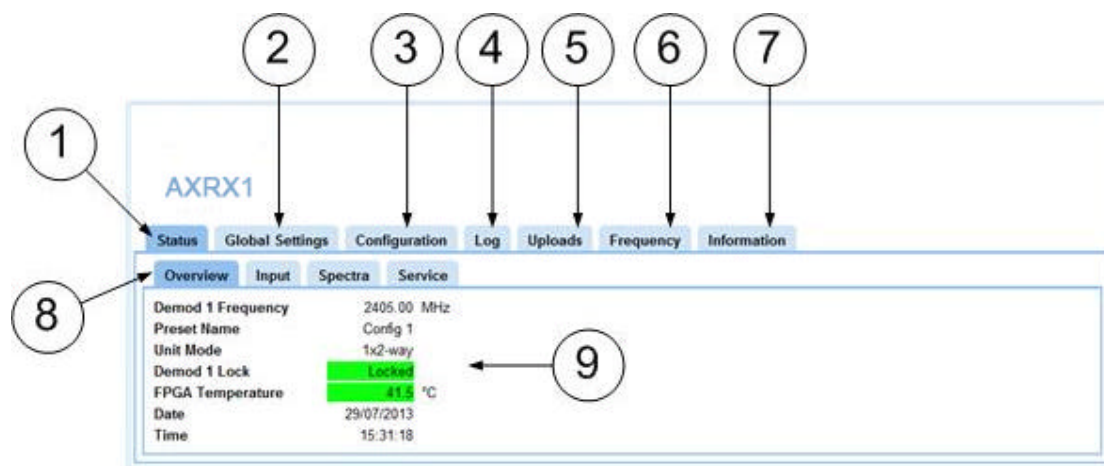 2 3 4 5 6 7
1
AXRX1
Status Global Settings Configuration Log Uploads Frequency Information
Overview Input Spectra Service
8
Demod 1 Frequency 2405.00 MHz
Preset Name Config 1
Unit Mode 1x2-way
9
Demod 1 Lock Locked
FPGA Temperature 41.5 °C
Date 29/07/2013
Time 15:31:18